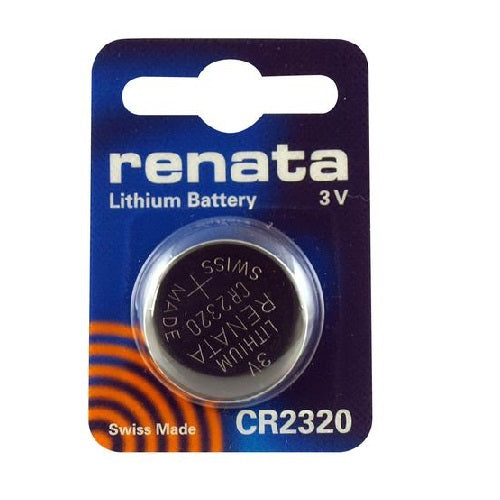 renata
Lithium Battery 3V
SWISS MADE
+
CR2320
RENATA
LITHIUM
3V
Swiss Made
CR2320